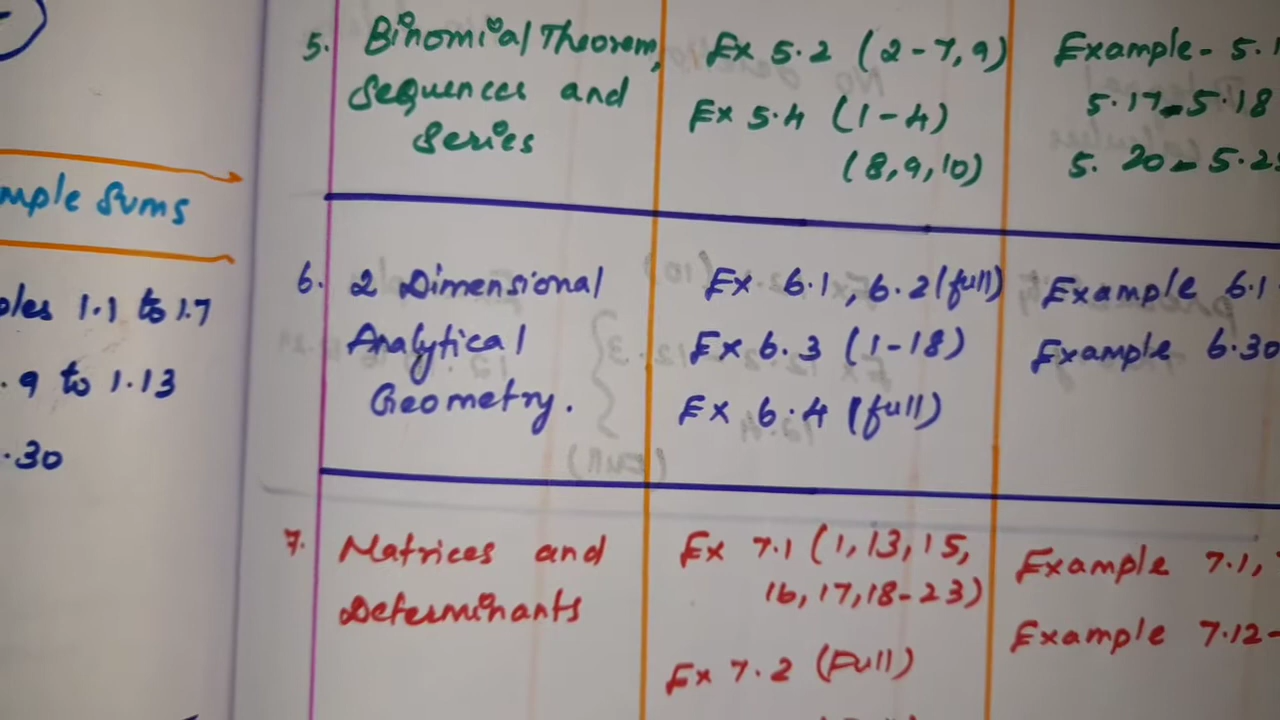 mple Sums
ples 1.1 to 1.7
.9 to 1.13
.30
5. Binomial Theorem, Ex 5.2 (2-7,9) Example- 5.1
Sequences and Ex 5.4 (1-4) 5.17-5.18
Series (8,9,10) 5. 20-5.25
6. 2 Dimensional Ex 6.1, 6.2(full) Example 6.1
Analytical Ex 6.3 (1-18) Example 6.30
Geometry. Ex 6.4 (full)
7. Matrices and Ex 7.1 (1,13,15, Example 7.1,
Determinants 16,17,18-23) Example 7.12-
Ex 7.2 (Full)